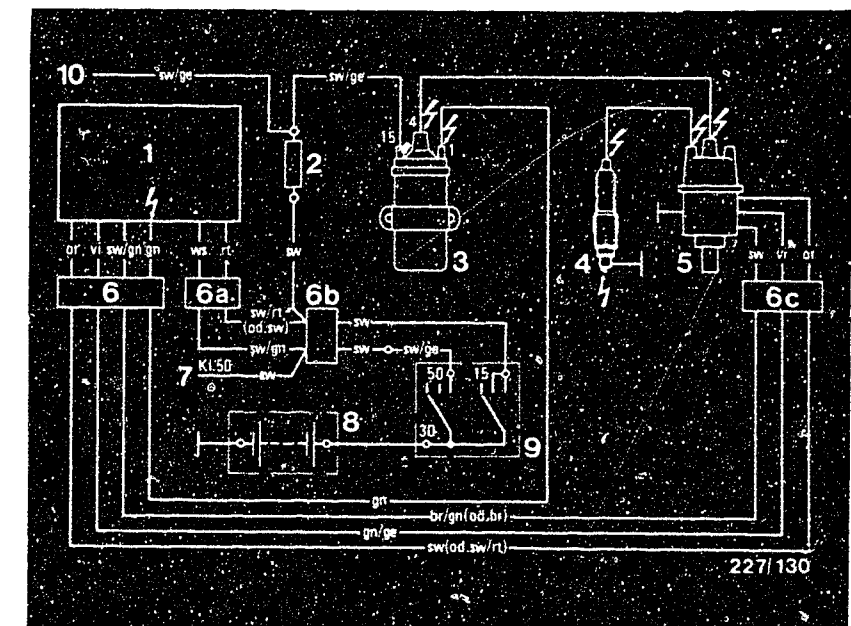 10 sw/ge sw/ge
15 4 1
1 2 3 4 5
or vi sw/gn gn ws rt sw sw or
6 6a 6b 6c
sw/rt
(od.sw) sw
sw/gn sw sw/ge
7 Kl.50 sw 50 15
8 30 9
gn
br/gn(od.br)
gn/ge
sw(od.sw/rt)
227/130